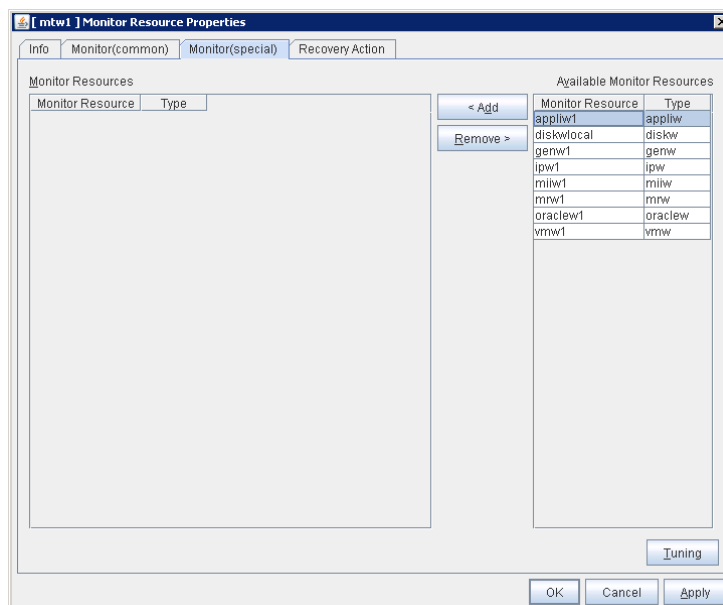 [ mtw1 ] Monitor Resource Properties
Info Monitor(common) Monitor(special) Recovery Action
Monitor Resources
Available Monitor Resources
Monitor Resource Type
< Add
Remove >
Monitor Resource Type
appliw1 appliw
diskwlocal diskw
genw1 genw
ipw1 ipw
miiw1 miiw
mrw1 mrw
oraclew1 oraclew
vmw1 vmw
Tuning
OK Cancel Apply